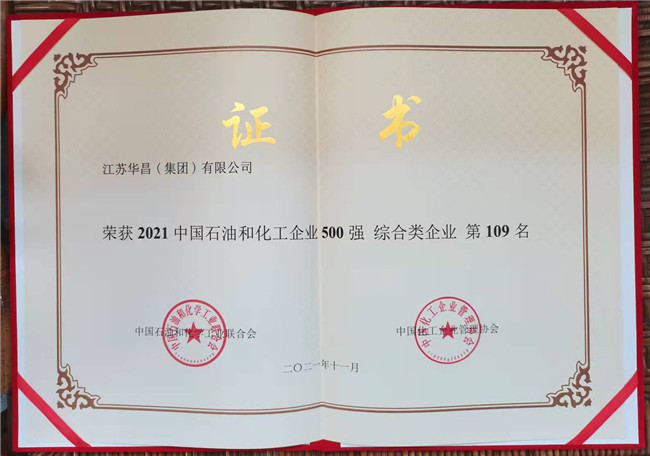 证 书
江苏华昌（集团）有限公司
荣获 2021 中国石油和化工企业 500 强 综合类企业 第 109 名
中国石油和化学工业联合会
中国化工企业管理协会
二〇二一年十一月